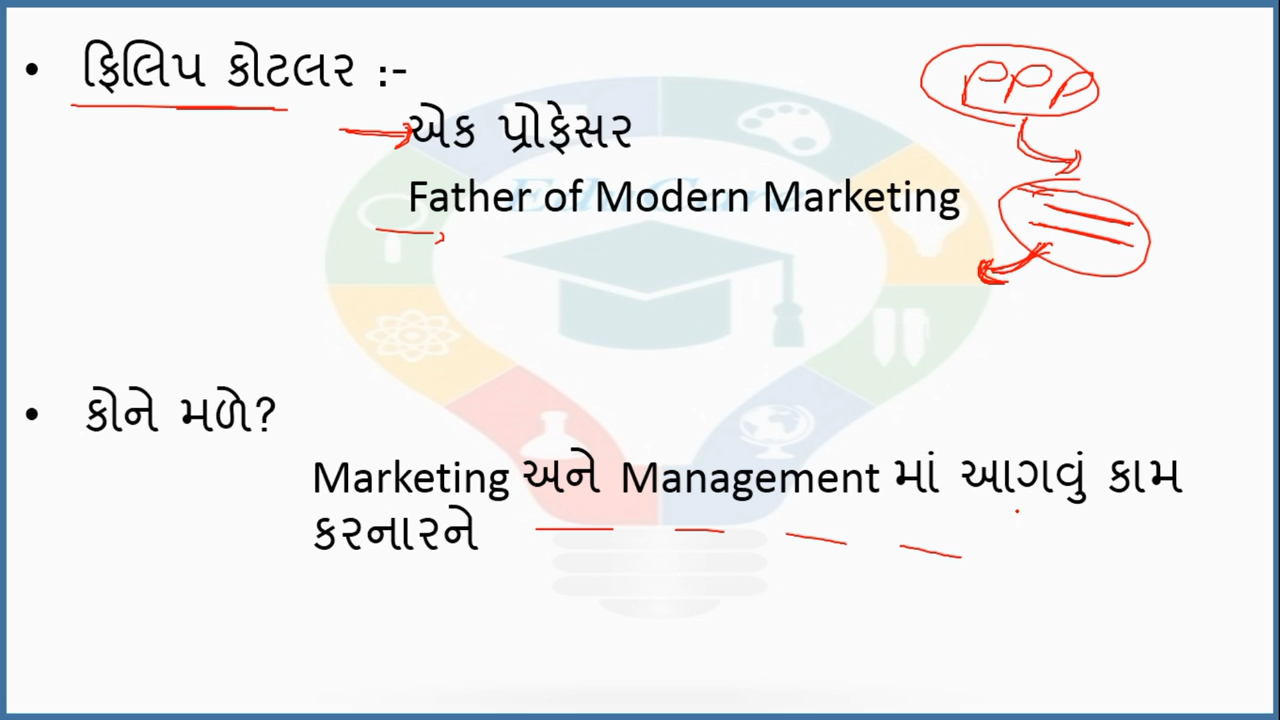 • ફિલિપ કોટલર :-
એક પ્રોફેસર
Father of Modern Marketing
PPP
• કોને મળે?
Marketing અને Management માં આગવું કામ
કરનારને